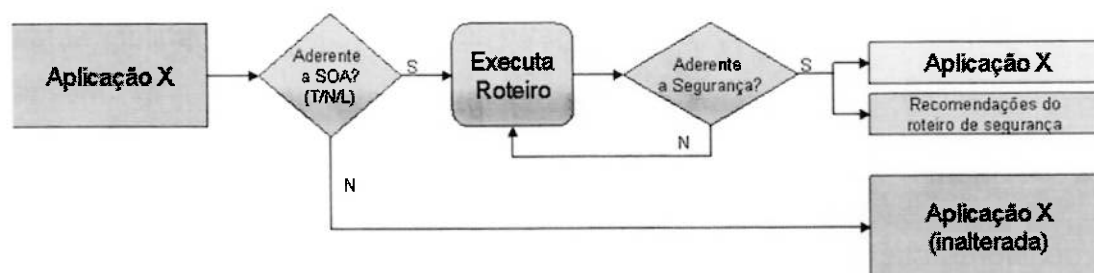 Aplicação X
Aderente
a SOA?
(T/N/L)
S
Executa
Roteiro
Aderente
a Segurança?
S
Aplicação X
Recomendações do
roteiro de segurança
N
N
Aplicação X
(inalterada)